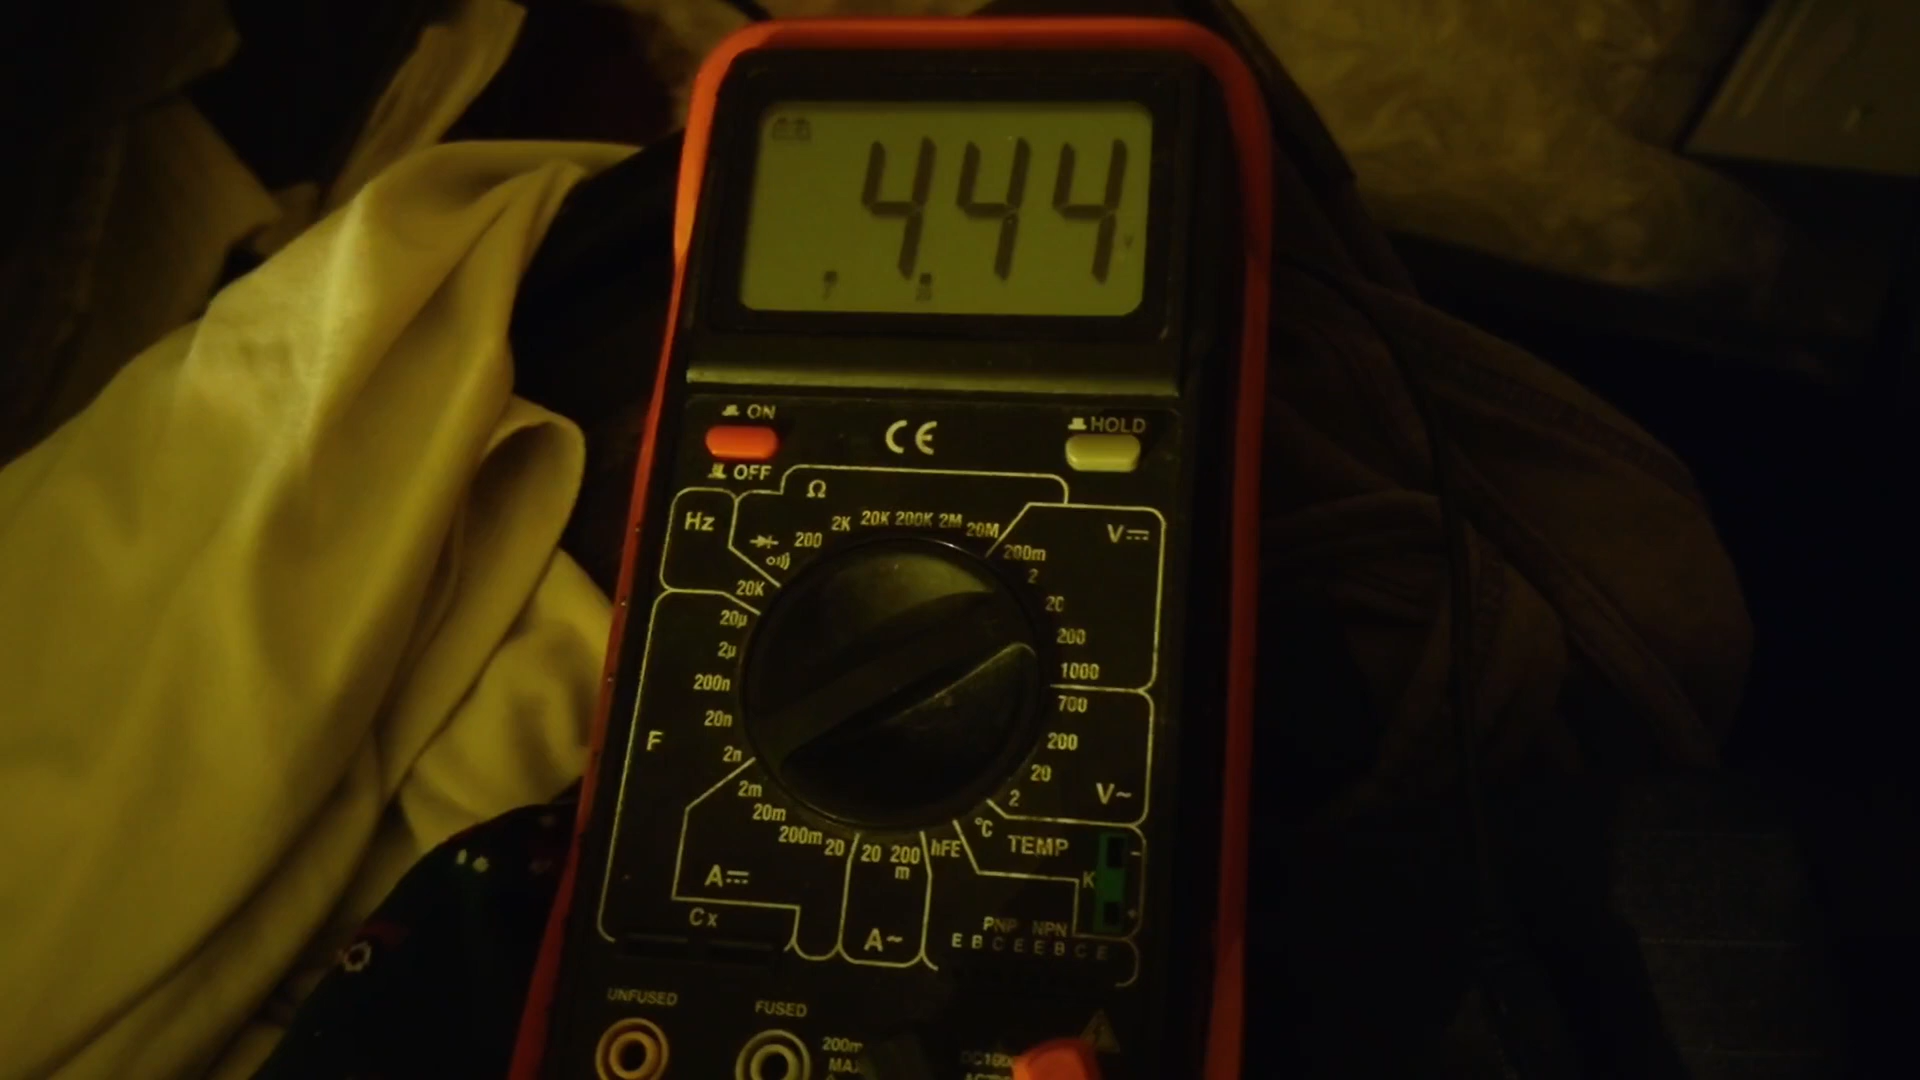 4.44
V
ON
CE
HOLD
OFF
Ω
Hz
2K 20K 200K 2M 20M
200
V
200m
2
20
200
1000
20K
20µ
2µ
200n
20n
2n
F
700
200
20
2
V~
2m
20m
200m
20
20 200
m
hFE
°C
TEMP
-
K
+
A
Cx
A~
PNP NPN
E B C E E B C E
UNFUSED
FUSED
200m
MAX